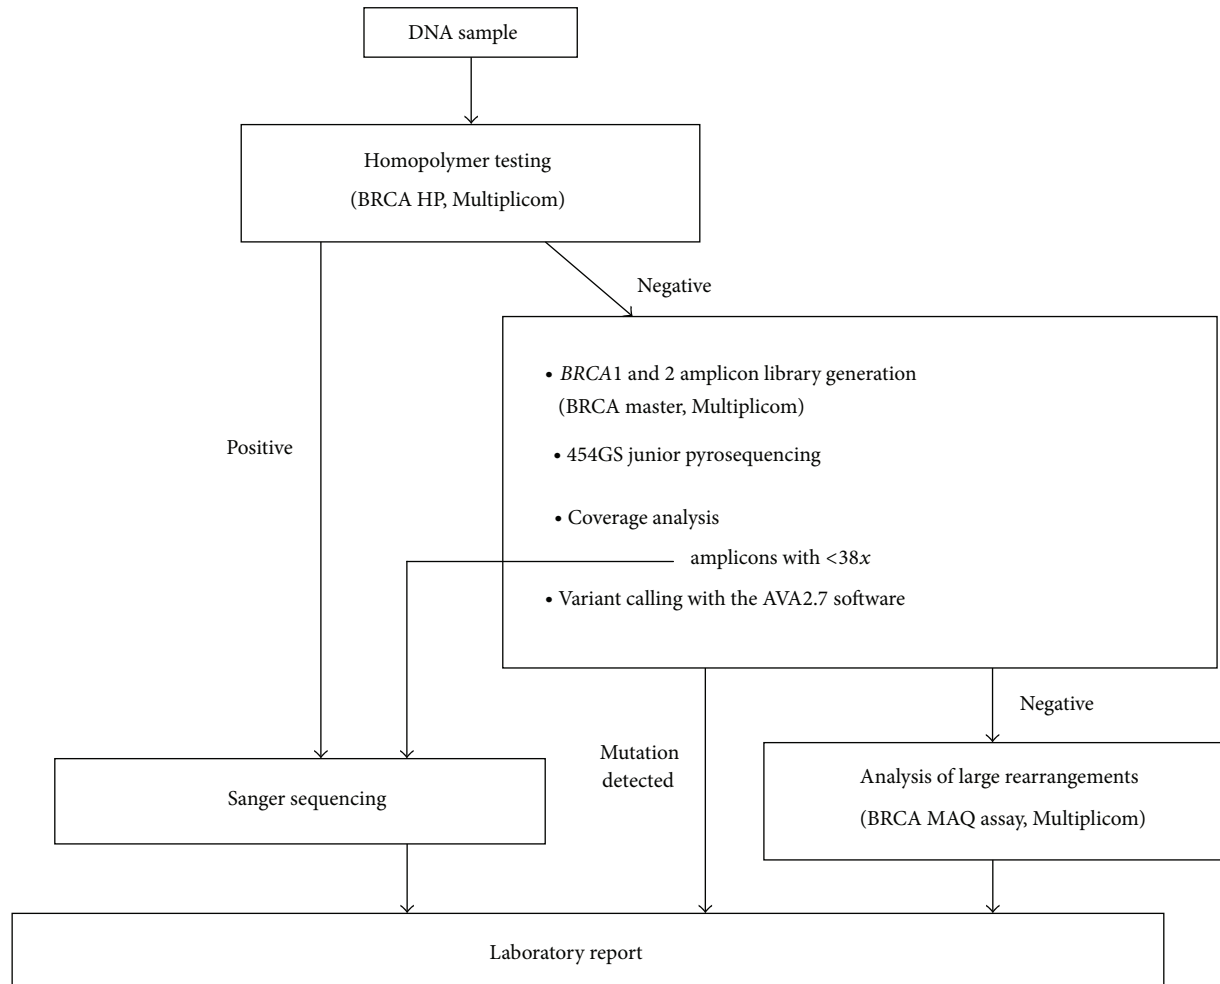 DNA sample
Homopolymer testing
(BRCA HP, Multiplicom)
Negative
• BRCA1 and 2 amplicon library generation
(BRCA master, Multiplicom)
Positive
• 454GS junior pyrosequencing
• Coverage analysis
amplicons with <38x
• Variant calling with the AVA2.7 software
Negative
Mutation
detected
Analysis of large rearrangements
(BRCA MAQ assay, Multiplicom)
Sanger sequencing
Laboratory report